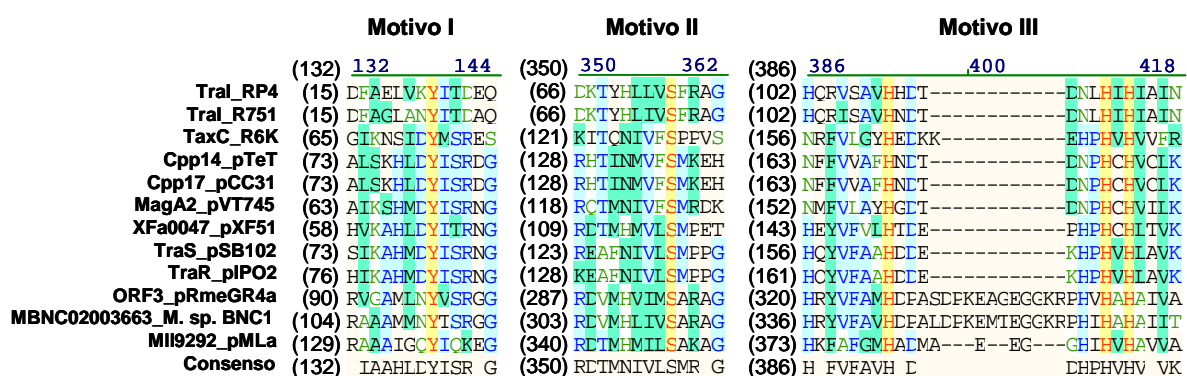 Motivo I Motivo II Motivo III
(132) 132 144 (350) 350 362 (386) 386 400 418
TraI_RP4 (15) DFAELVKYITDEQ (66) DKTYHLIVSFRAG (102) HQRVSAVHHDT------------DNLHIHIAIN
TraI_R751 (15) DFAGLANYITDAQ (66) DKTYHLIVSFRAG (102) HQRISAVHHDT------------DNLHIHIAIN
TaxC_R6K (65) GIKNSIDYMSRES (121) KITQNIVFSPPVS (156) NRFVLGYHEDKK-----------EHPHVHVVFR
Cpp14_pTeT (73) ALSKHLDYISRDG (128) RHTINMVFSMKEH (163) NFFVVAFHNDT------------DNPHCHVCLK
Cpp17_pCC31 (73) ALSKHLDYISRDG (128) RHTINMVFSMKEH (163) NFFVVAFHNDT------------DNPHCHVCLK
MagA2_pVT745 (63) AIKSHMDYISRNG (118) RQTMNIVFSMRDK (152) NMFVLAYHGDT------------DNPHCHVILK
XFa0047_pXF51 (58) HVKAHLDYITRNG (109) RDTMHMVLSMPET (143) HEYVFVLHTDE------------PHPHCHLTVK
TraS_pSB102 (73) SIKAHMDYISRNG (123) REAFNIVLSMPPG (156) HQYVFAAHDDE------------KHPHVHLAVK
TraR_pIPO2 (76) HIKAHMDYISRNG (128) KEAFNIVLSMPPG (161) HCYVFAAHDDE------------KHPHVHLAVK
ORF3_pRmeGR4a (90) RVGAMLNYVSRGG (287) RDVMHVIMSARAG (320) HRYVFAMHDPASDPKEAGEGGKRPHVHAHAIVA
MBNC02003663_M. sp. BNC1 (104) RAAAMMNYTSRGG (303) RDVMHLIVSARAG (336) HRYVFAVHDPALDPKEMTEGGKRPHIHAHAIIT
Mll9292_pMLa (129) RAAAIGQYIQKEG (340) RDTMHMILSAKAG (373) HKFAFGMHADMA---E--EG---GHIHVHAVVA
Consenso (132) IAAHLDYISR G (350) RDTMNIVLSMR G (386) H FVFAVH D DHPHVHV VK